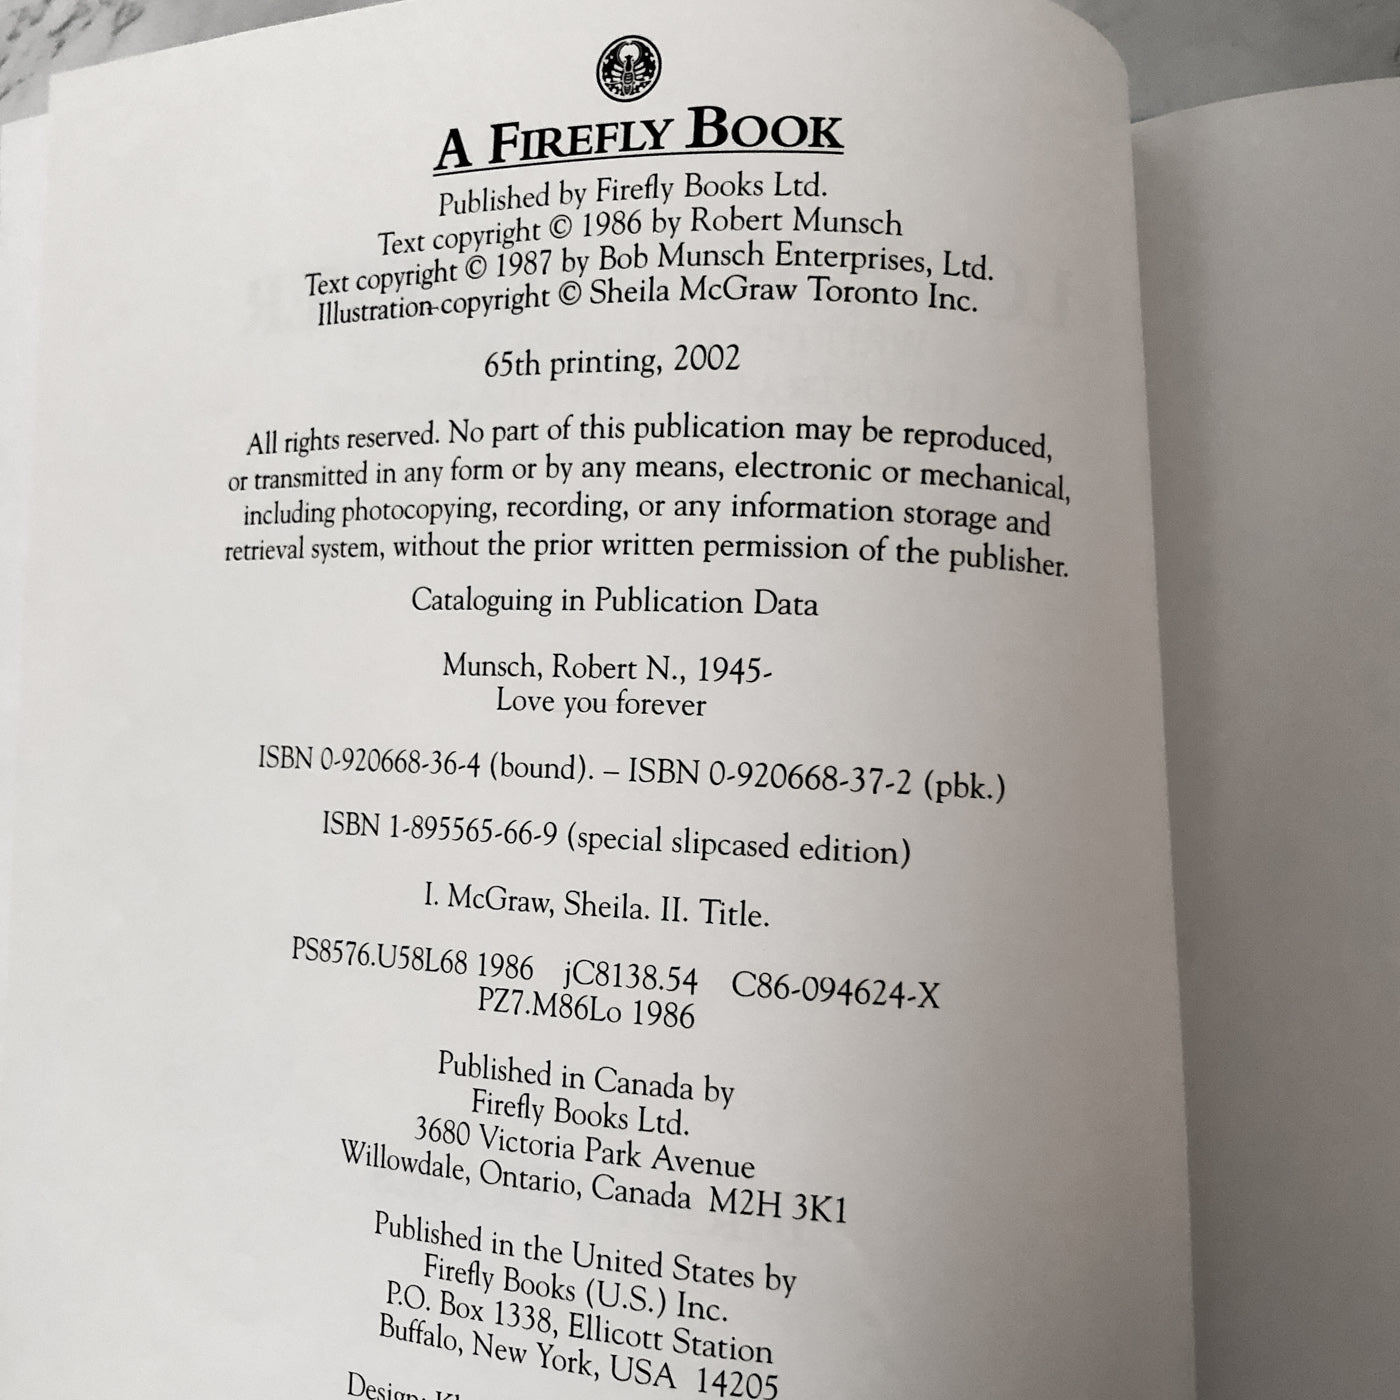 A FIREFLY BOOK
Published by Firefly Books Ltd.
Text copyright © 1986 by Robert Munsch
Text copyright © 1987 by Bob Munsch Enterprises, Ltd.
Illustration copyright © Sheila McGraw Toronto Inc.
65th printing, 2002
All rights reserved. No part of this publication may be reproduced,
or transmitted in any form or by any means, electronic or mechanical,
including photocopying, recording, or any information storage and
retrieval system, without the prior written permission of the publisher.
Cataloguing in Publication Data
Munsch, Robert N., 1945-
Love you forever
ISBN 0-920668-36-4 (bound). – ISBN 0-920668-37-2 (pbk.)
ISBN 1-895565-66-9 (special slipcased edition)
I. McGraw, Sheila. II. Title.
PS8576.U58L68 1986 jC8138.54 C86-094624-X
PZ7.M86Lo 1986
Published in Canada by
Firefly Books Ltd.
3680 Victoria Park Avenue
Willowdale, Ontario, Canada M2H 3K1
Published in the United States by
Firefly Books (U.S.) Inc.
P.O. Box 1338, Ellicott Station
Buffalo, New York, USA 14205
Design: